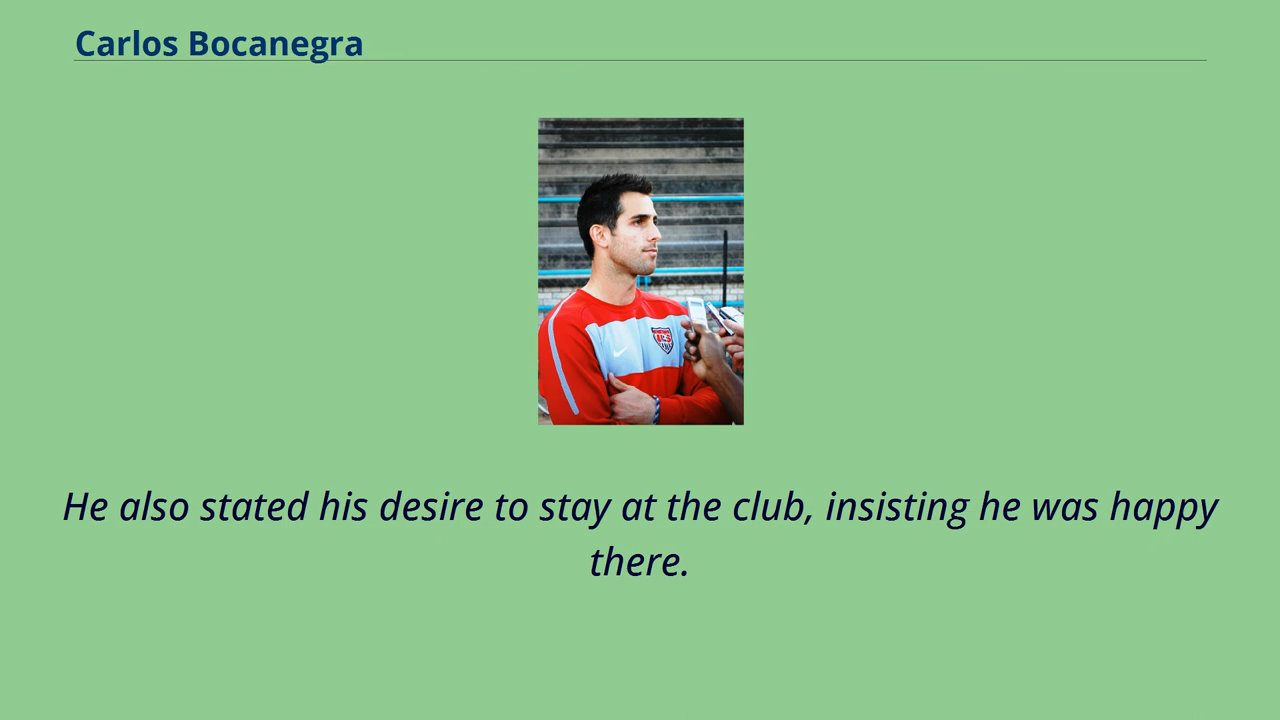 Carlos Bocanegra
He also stated his desire to stay at the club, insisting he was happy
there.